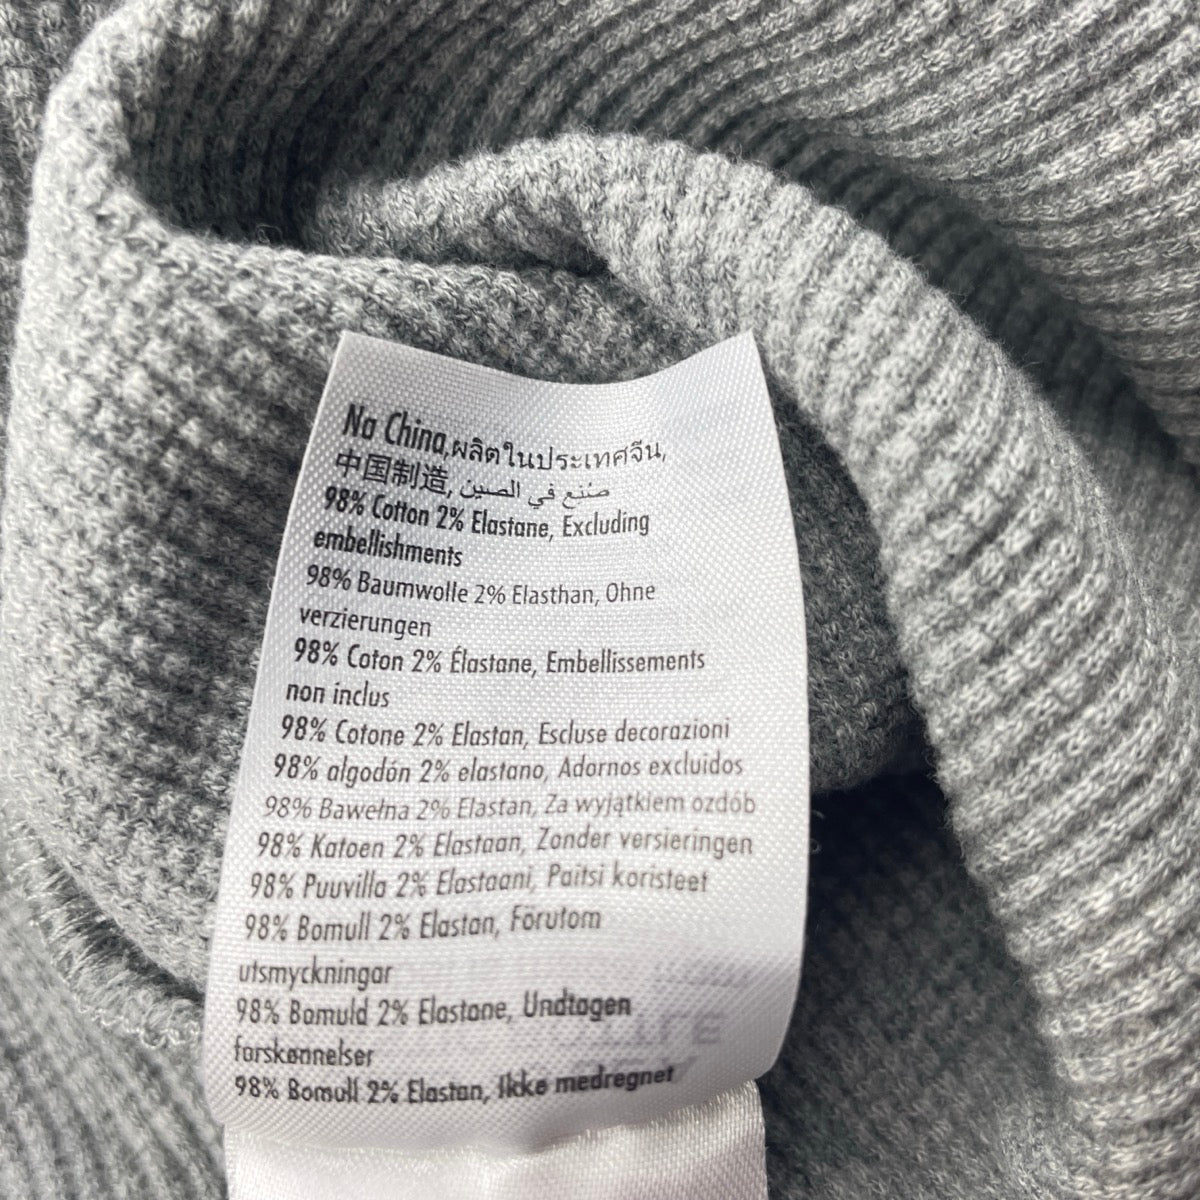 Na China,ผลิตในประเทศจีน,
中国制造, صُنع في الصين
98% Cotton 2% Elastane, Excluding
embellishments
98% Baumwolle 2% Elasthan, Ohne
verzierungen
98% Coton 2% Élastane, Embellissements
non inclus
98% Cotone 2% Elastan, Escluse decorazioni
98% algodón 2% elastano, Adornos excluidos
98% Bawełna 2% Elastan, Za wyjątkiem ozdób
98% Katoen 2% Elastaan, Zonder versieringen
98% Puuvilla 2% Elastaani, Paitsi koristeet
98% Bomull 2% Elastan, Förutom
utsmyckningar
98% Bomuld 2% Elastane, Undtagen
forskønnelser
98% Bomull 2% Elastan, Ikke medregnet